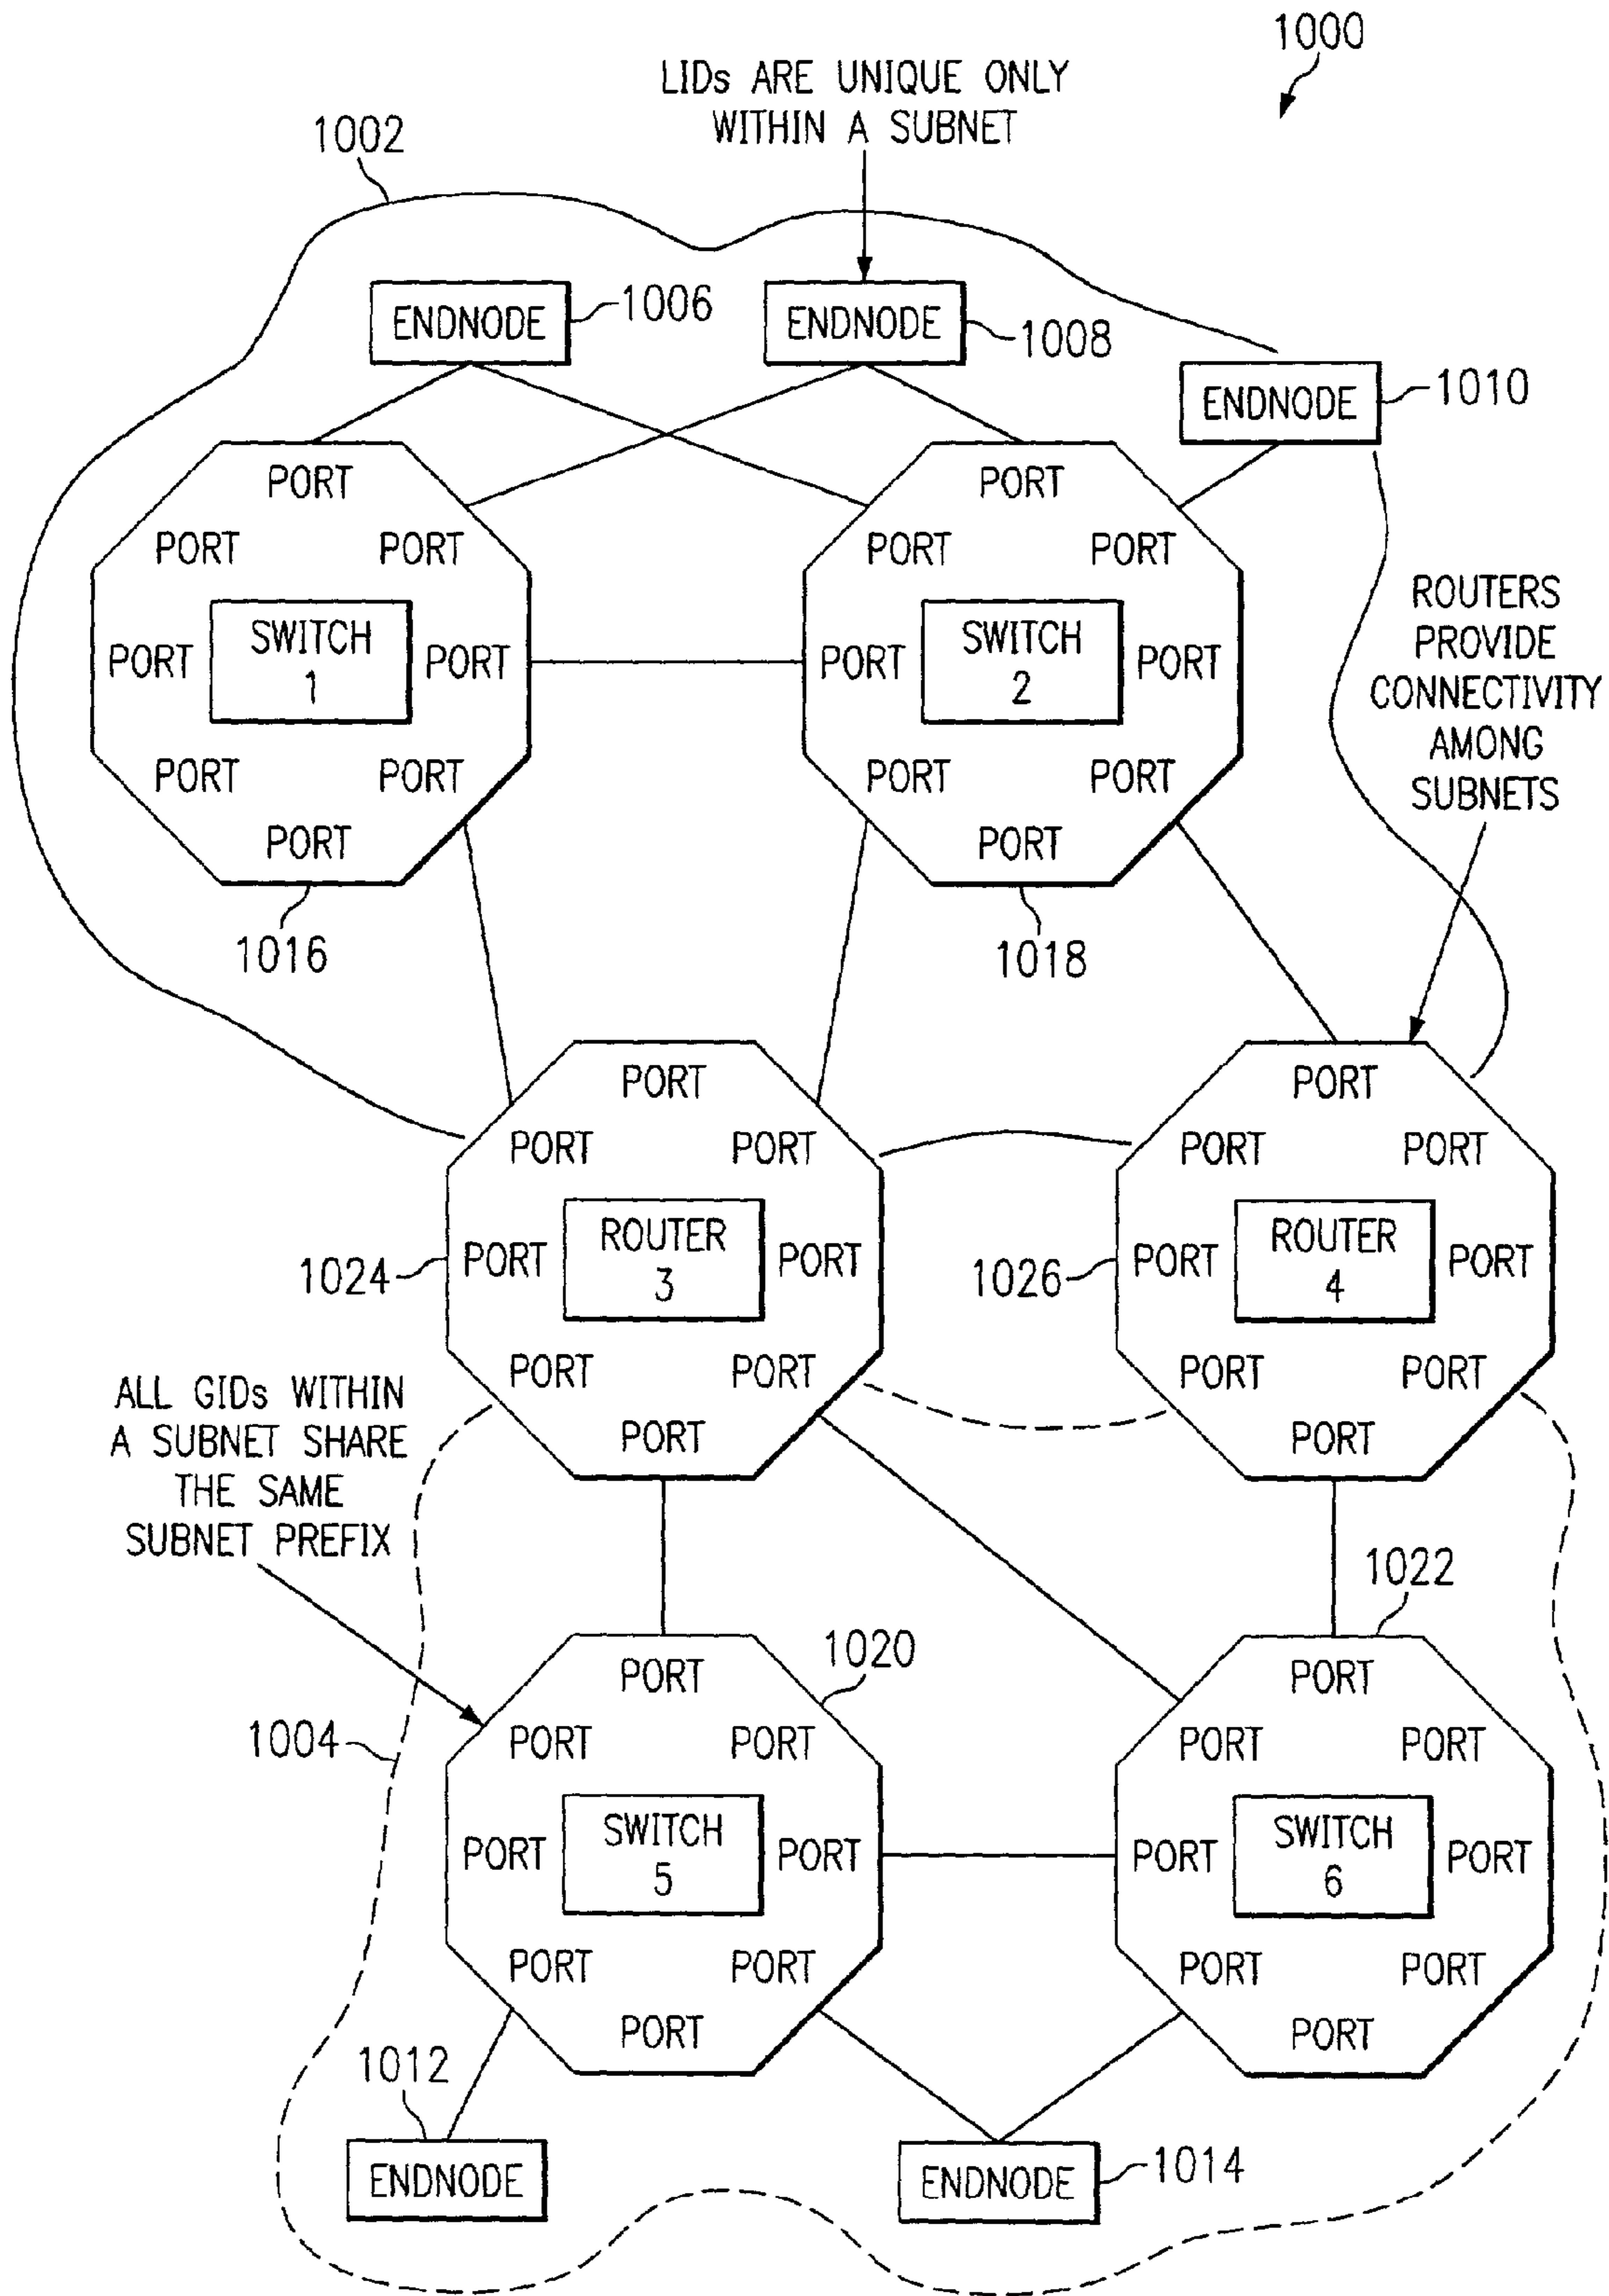 1000
LIDs ARE UNIQUE ONLY
WITHIN A SUBNET
1002
ENDNODE
1006
ENDNODE
1008
ENDNODE
1010
PORT
PORT
PORT
PORT
SWITCH
1
PORT
PORT
PORT
PORT
1016
PORT
PORT
PORT
PORT
SWITCH
2
PORT
PORT
PORT
PORT
1018
ROUTERS
PROVIDE
CONNECTIVITY
AMONG
SUBNETS
PORT
PORT
PORT
PORT
ROUTER
3
PORT
PORT
PORT
PORT
1024
PORT
PORT
PORT
PORT
ROUTER
4
PORT
PORT
PORT
PORT
1026
ALL GIDs WITHIN
A SUBNET SHARE
THE SAME
SUBNET PREFIX
1004
1020
PORT
PORT
PORT
PORT
SWITCH
5
PORT
PORT
PORT
PORT
1022
PORT
PORT
PORT
PORT
SWITCH
6
PORT
PORT
PORT
PORT
1012
ENDNODE
ENDNODE
1014